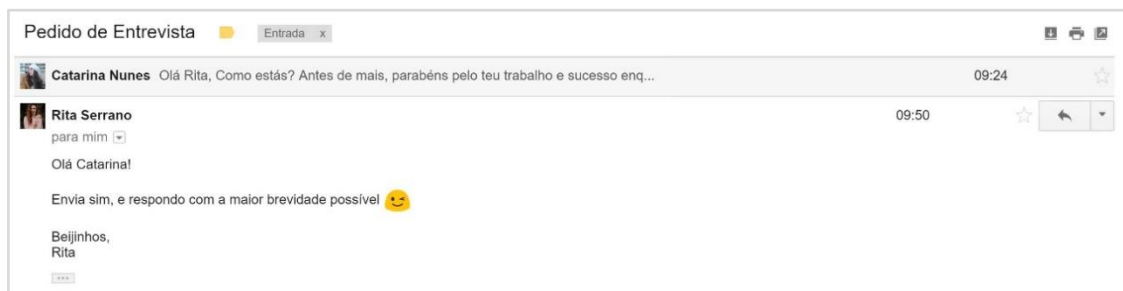 Pedido de Entrevista Entrada x
Catarina Nunes Olá Rita, Como estás? Antes de mais, parabéns pelo teu trabalho e sucesso enq... 09:24
Rita Serrano 09:50
para mim
Olá Catarina!
Envia sim, e respondo com a maior brevidade possível 😉
Beijinhos,
Rita